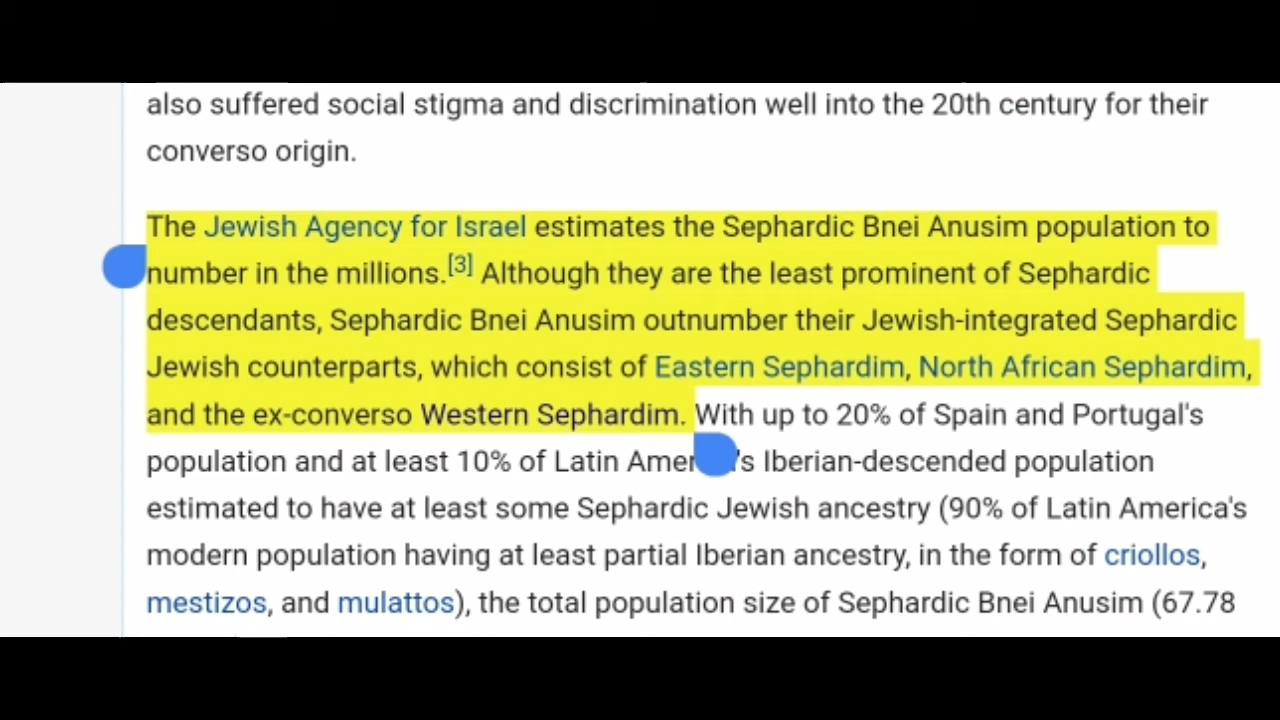 also suffered social stigma and discrimination well into the 20th century for their
converso origin.
The Jewish Agency for Israel estimates the Sephardic Bnei Anusim population to
number in the millions.[3] Although they are the least prominent of Sephardic
descendants, Sephardic Bnei Anusim outnumber their Jewish-integrated Sephardic
Jewish counterparts, which consist of Eastern Sephardim, North African Sephardim,
and the ex-converso Western Sephardim. With up to 20% of Spain and Portugal's
population and at least 10% of Latin Amer 's Iberian-descended population
estimated to have at least some Sephardic Jewish ancestry (90% of Latin America's
modern population having at least partial Iberian ancestry, in the form of criollos,
mestizos, and mulattos), the total population size of Sephardic Bnei Anusim (67.78